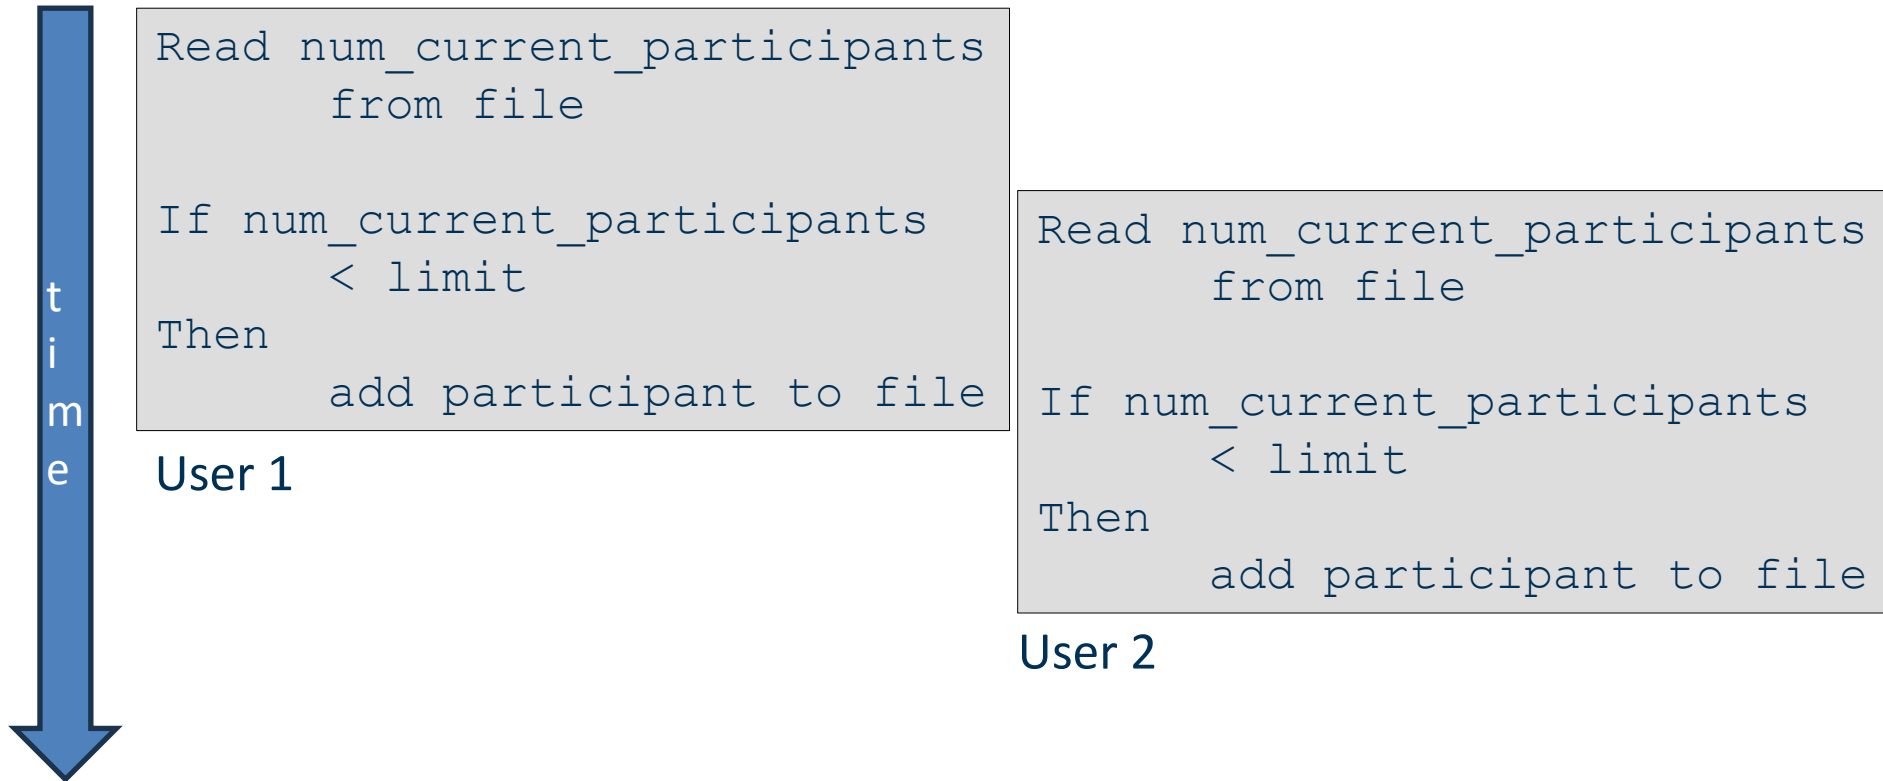 time
Read num_current_participants
from file
If num_current_participants
< limit
Then
add participant to file
User 1
Read num_current_participants
from file
If num_current_participants
< limit
Then
add participant to file
User 2